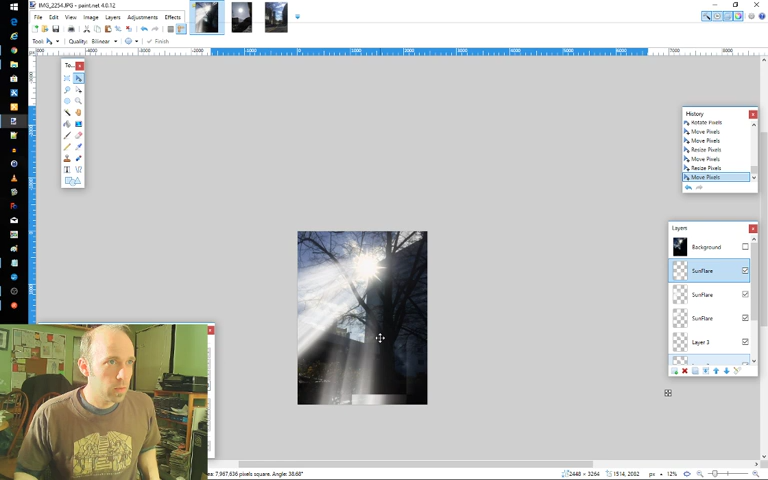 IMG_2254.JPG - paint.net 4.0.12
File Edit View Image Layers Adjustments Effects
Tool: Quality: Bilinear Finish
To...
History
Rotate Pixels
Move Pixels
Move Pixels
Resize Pixels
Move Pixels
Resize Pixels
Move Pixels
Layers
Background
SunFlare
SunFlare
SunFlare
Layer 3
7,967,636 pixels square. Angle: 38.68°
2448 × 3264
1514, 2082
px
12%